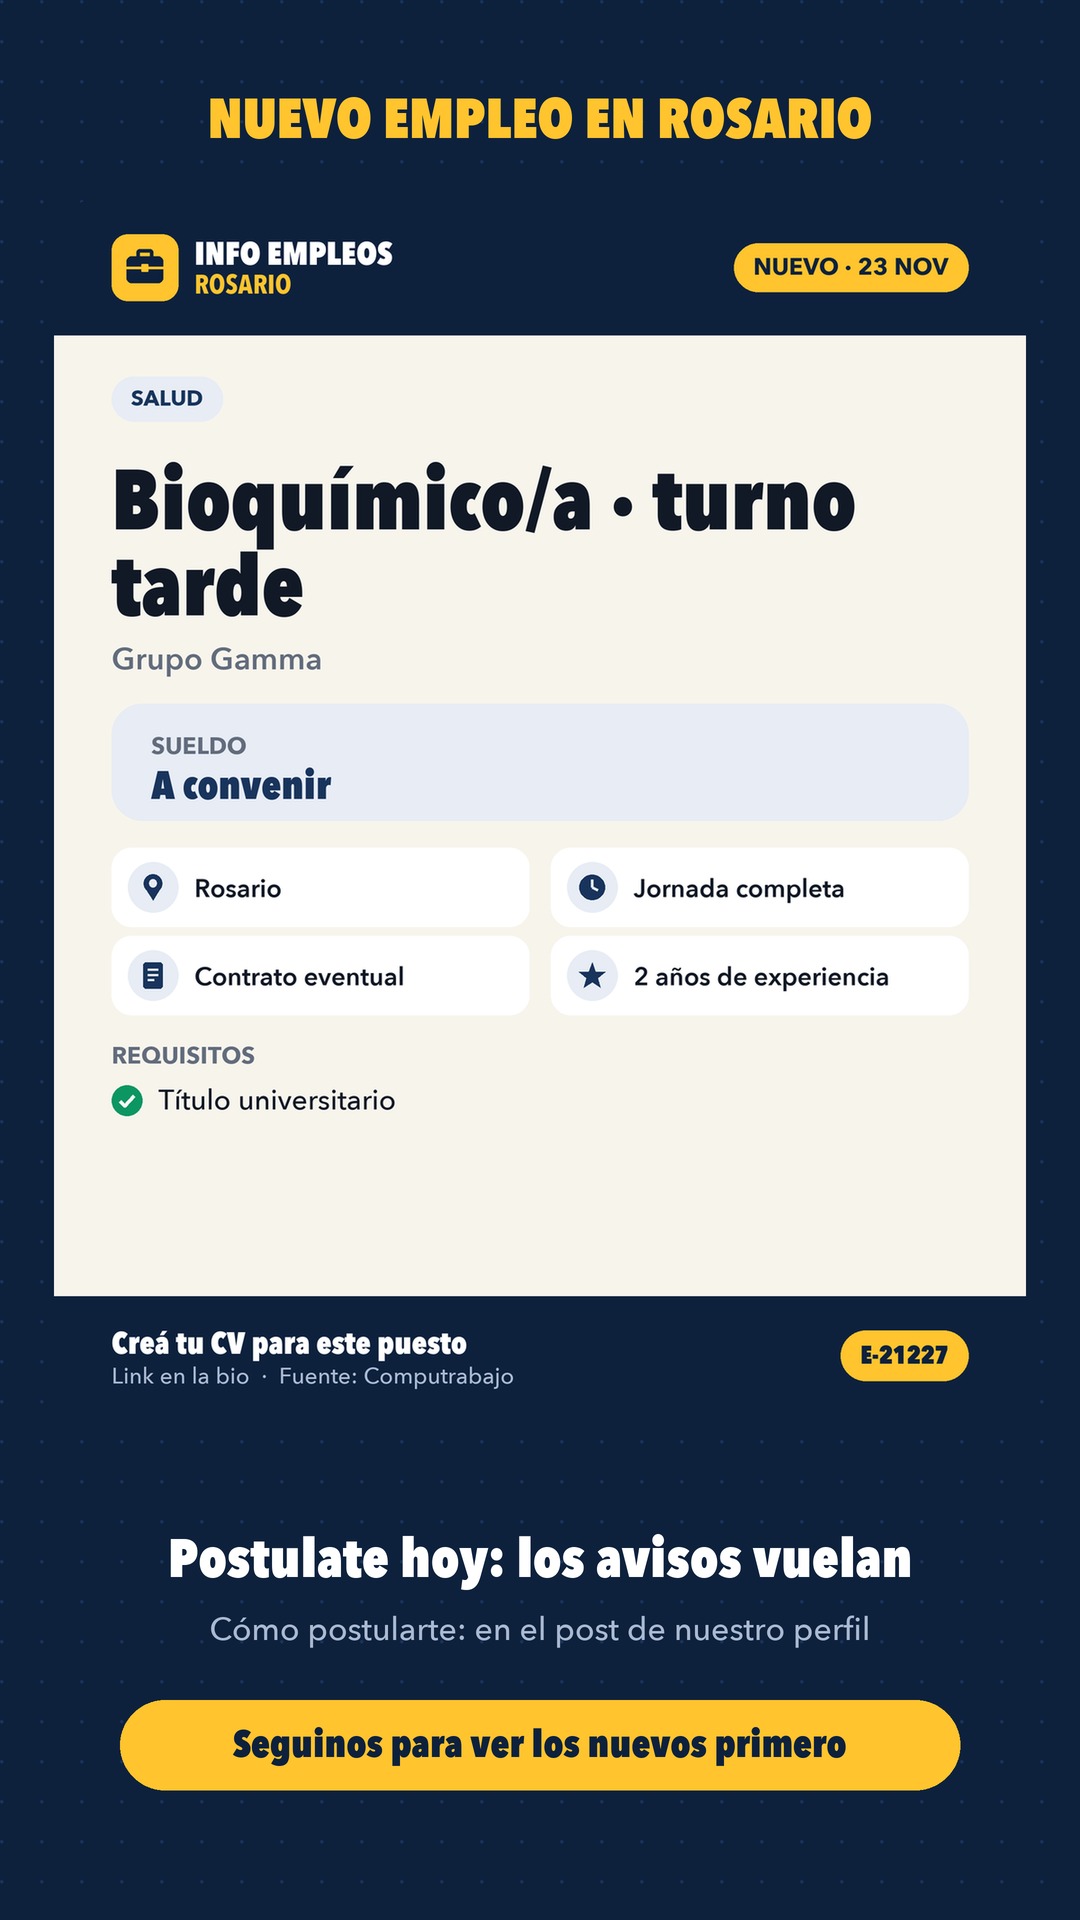 NUEVO EMPLEO EN ROSARIO
INFO EMPLEOS
ROSARIO
NUEVO · 23 NOV
SALUD
Bioquímico/a · turno
tarde
Grupo Gamma
SUELDO
A convenir
Rosario
Jornada completa
Contrato eventual
2 años de experiencia
REQUISITOS
Título universitario
Creá tu CV para este puesto
Link en la bio · Fuente: Computrabajo
E-21227
Postulate hoy: los avisos vuelan
Cómo postularte: en el post de nuestro perfil
Seguinos para ver los nuevos primero